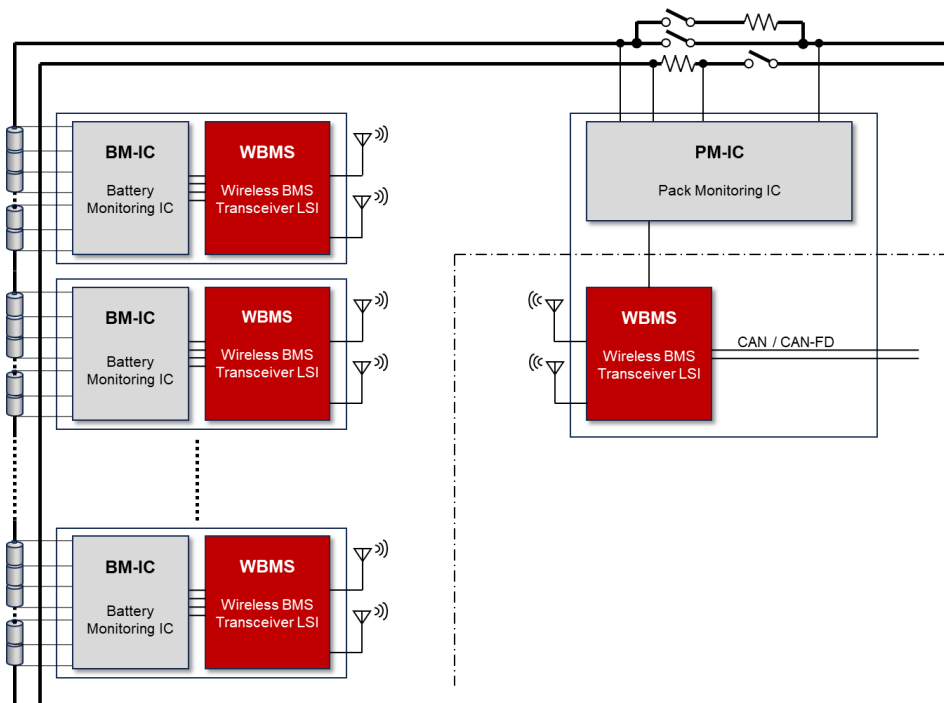 BM-IC
Battery
Monitoring IC
WBMS
Wireless BMS
Transceiver LSI
PM-IC
Pack Monitoring IC
BM-IC
Battery
Monitoring IC
WBMS
Wireless BMS
Transceiver LSI
WBMS
Wireless BMS
Transceiver LSI
CAN / CAN-FD
BM-IC
Battery
Monitoring IC
WBMS
Wireless BMS
Transceiver LSI